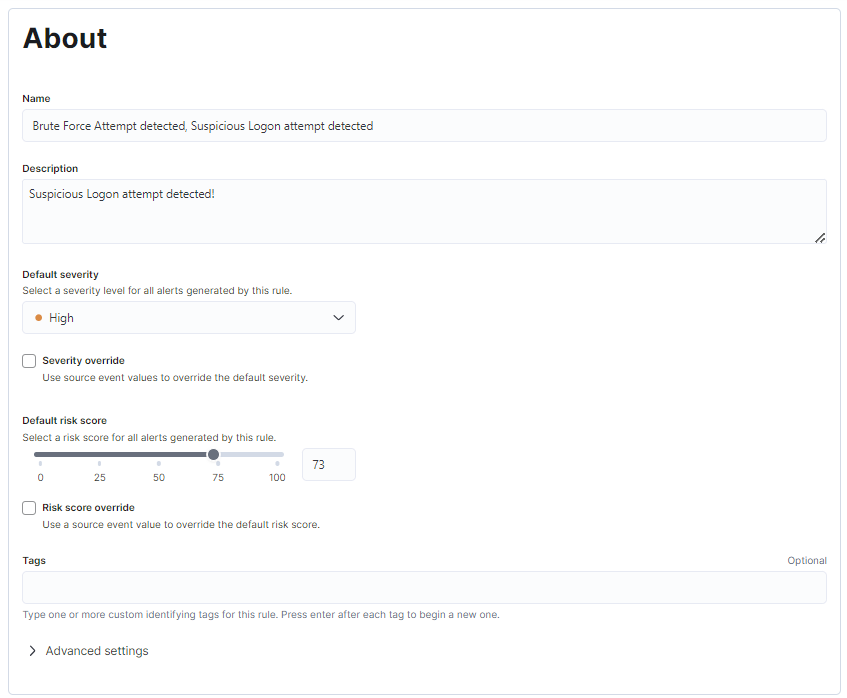 About
Name
Brute Force Attempt detected, Suspicious Logon attempt detected
Description
Suspicious Logon attempt detected!
Default severity
Select a severity level for all alerts generated by this rule.
High
Severity override
Use source event values to override the default severity.
Default risk score
Select a risk score for all alerts generated by this rule.
73
0 25 50 75 100
Risk score override
Use a source event value to override the default risk score.
Tags Optional
Type one or more custom identifying tags for this rule. Press enter after each tag to begin a new one.
Advanced settings